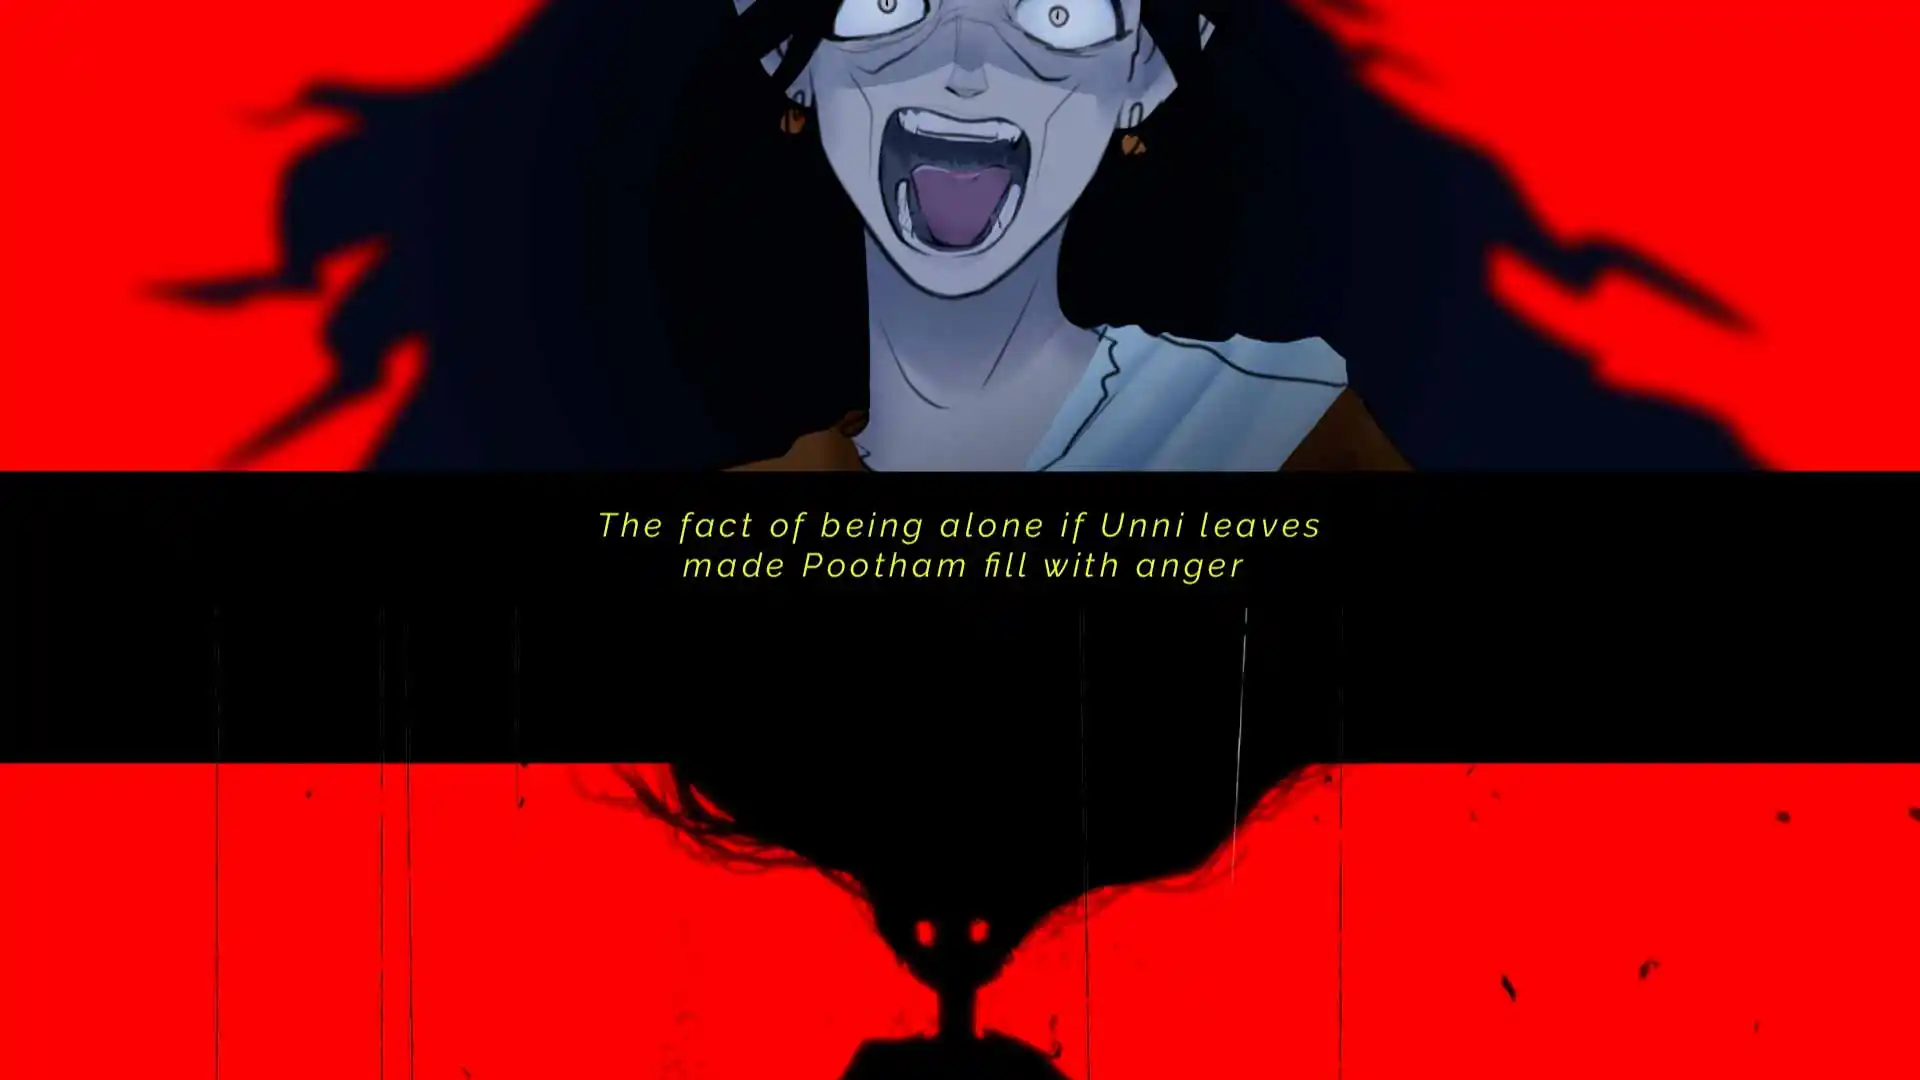 The fact of being alone if Unni leaves
made Pootham fill with anger